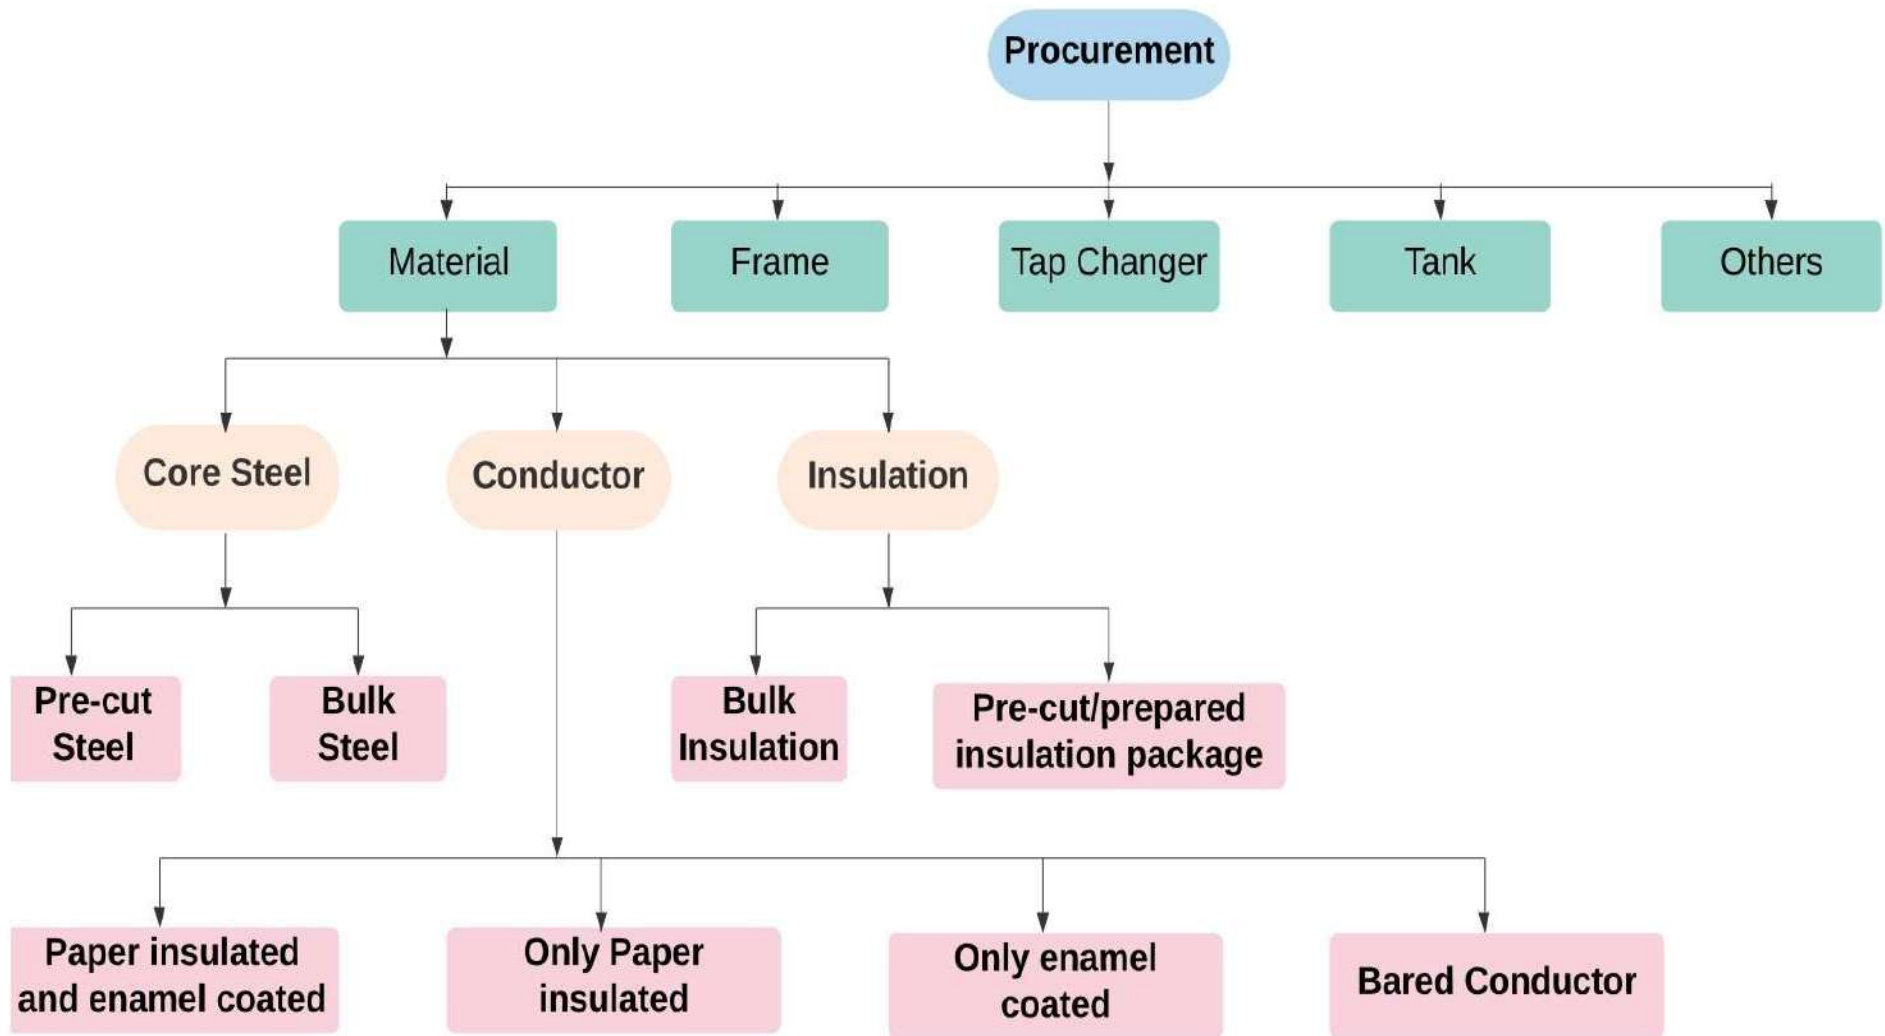 Procurement
Material
Frame
Tap Changer
Tank
Others
Core Steel
Conductor
Insulation
Pre-cut
Steel
Bulk
Steel
Bulk
Insulation
Pre-cut/prepared
insulation package
Paper insulated
and enamel coated
Only Paper
insulated
Only enamel
coated
Bared Conductor